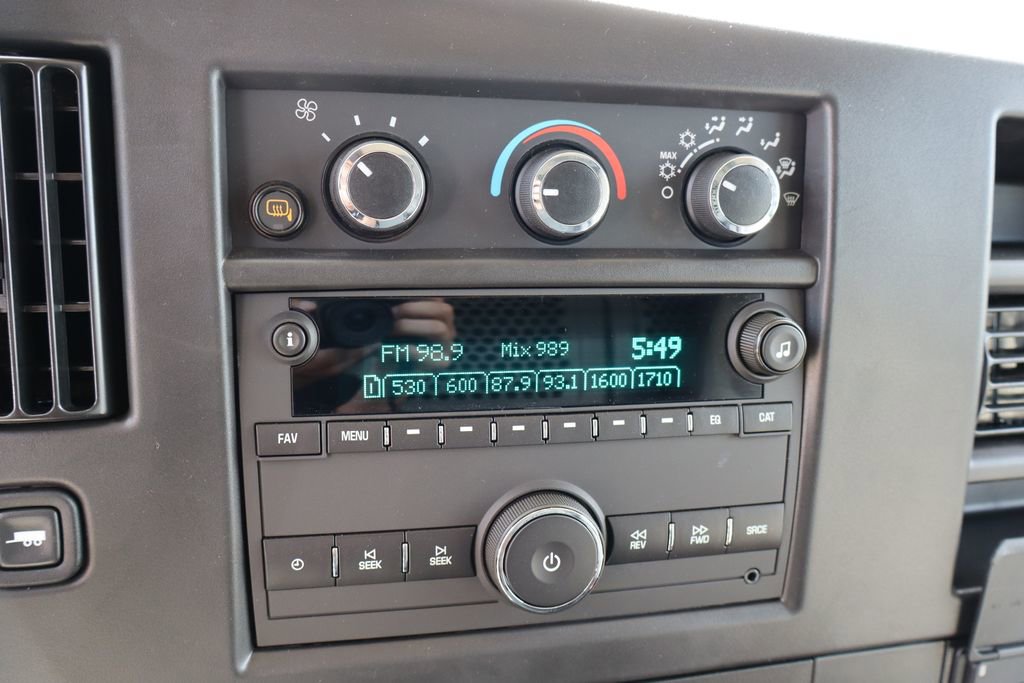 MAX
i
FM 98.9 Mix 989 5:49
1 530 600 87.9 93.1 1600 1710
FAV MENU EQ CAT
SEEK SEEK REV FWD SRCE